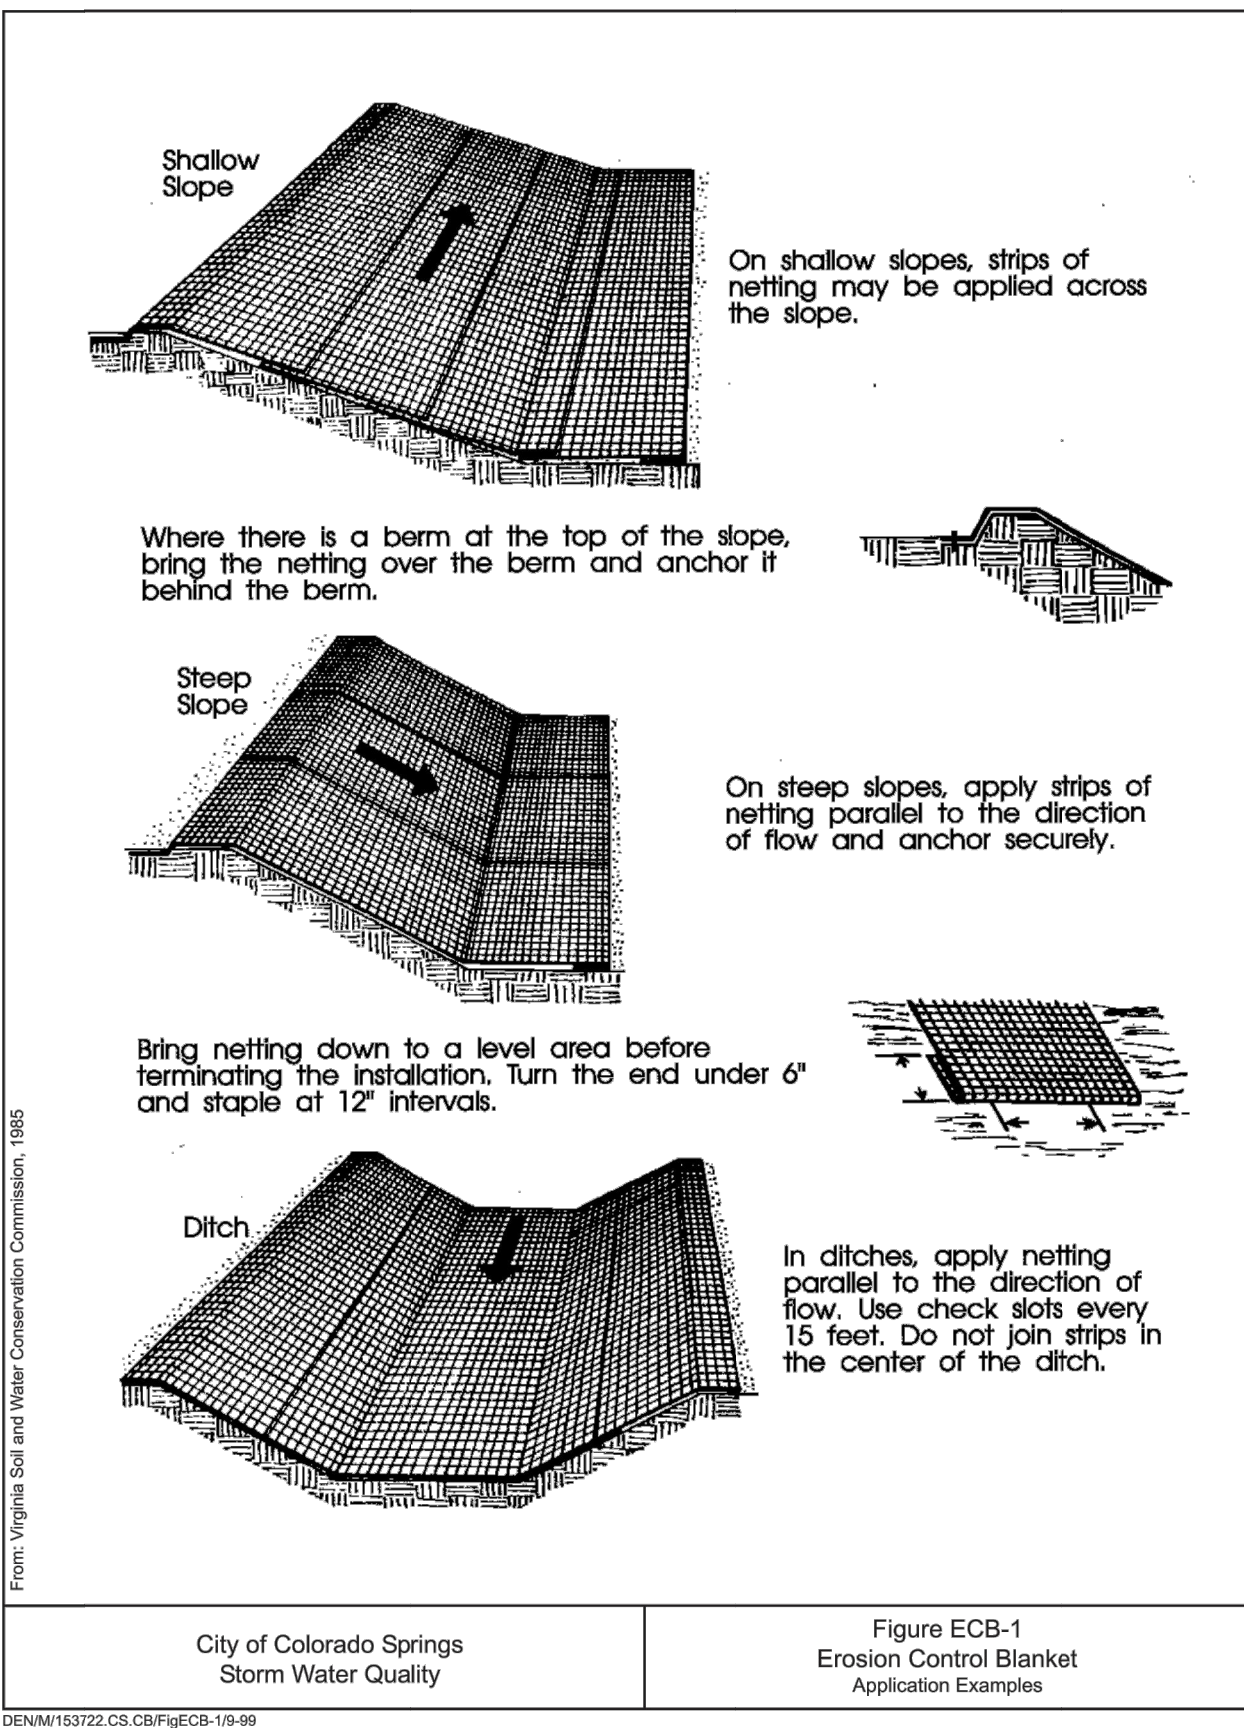 Shallow
Slope
On shallow slopes, strips of
netting may be applied across
the slope.
Where there is a berm at the top of the slope,
bring the netting over the berm and anchor it
behind the berm.
Steep
Slope
On steep slopes, apply strips of
netting parallel to the direction
of flow and anchor securely.
Bring netting down to a level area before
terminating the installation. Turn the end under 6"
and staple at 12" intervals.
Ditch
In ditches, apply netting
parallel to the direction of
flow. Use check slots every
15 feet. Do not join strips in
the center of the ditch.
From: Virginia Soil and Water Conservation Commission, 1985
City of Colorado Springs
Storm Water Quality
Figure ECB-1
Erosion Control Blanket
Application Examples
DEN/M/153722.CS.CB/FigECB-1/9-99